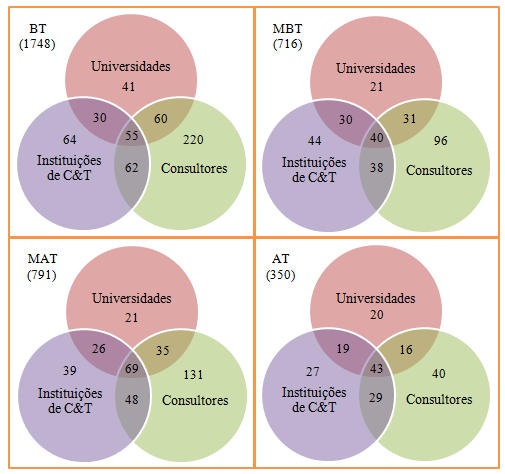 BT
(1748)
Universidades
41
30
60
55
64
220
Instituições
de C&T
62
Consultores
MBT
(716)
Universidades
21
30
31
40
44
96
Instituições
de C&T
38
Consultores
MAT
(791)
Universidades
21
26
35
69
39
131
Instituições
de C&T
48
Consultores
AT
(350)
Universidades
20
19
16
43
27
40
Instituições
de C&T
29
Consultores